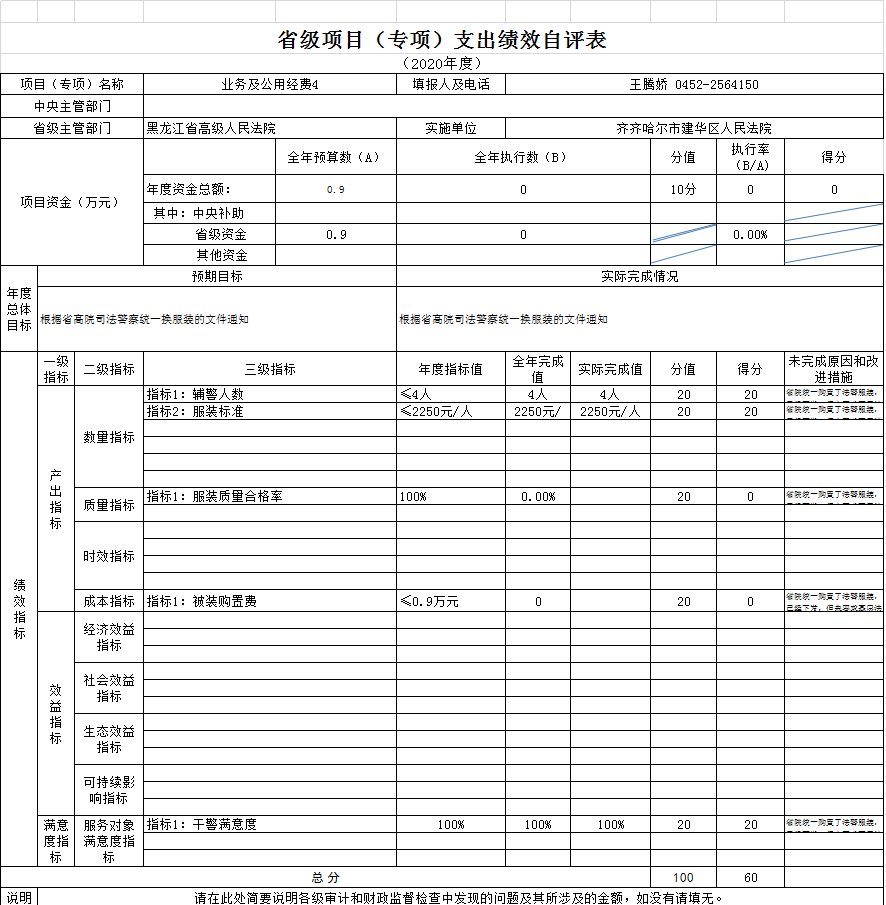 省级项目（专项）支出绩效自评表
（2020年度）
项目（专项）名称 业务及公用经费4 填报人及电话 王腾娇 0452-2564150
中央主管部门
省级主管部门 黑龙江省高级人民法院 实施单位 齐齐哈尔市建华区人民法院
项目资金（万元） 全年预算数（A） 全年执行数（B） 分值 执行率（B/A） 得分
年度资金总额： 0.9 0 10分 0 0
其中：中央补助
省级资金 0.9 0 0.00%
其他资金
年度总体目标 预期目标 实际完成情况
根据省高院司法警察统一换服装的文件通知 根据省高院司法警察统一换服装的文件通知
绩效指标 一级指标 二级指标 三级指标 年度指标值 全年完成值 实际完成值 分值 得分 未完成原因和改进措施
产出指标 数量指标 指标1：辅警人数 ≤4人 4人 4人 20 20 省院统一购置了法警服装，
指标2：服装标准 ≤2250元/人 2250元/ 2250元/人 20 20 省院统一购置了法警服装，
质量指标 指标1：服装质量合格率 100% 0.00% 20 0 省院统一购置了法警服装，
时效指标
成本指标 指标1：被装购置费 ≤0.9万元 0 20 0 省院统一购置了法警服装，
效益指标 经济效益指标
社会效益指标
生态效益指标
可持续影响指标
满意度指标 服务对象满意度指标 指标1：干警满意度 100% 100% 100% 20 20 省院统一购置了法警服装，
总 分 100 60
说明 请在此处简要说明各级审计和财政监督检查中发现的问题及其所涉及的金额，如没有请填无。